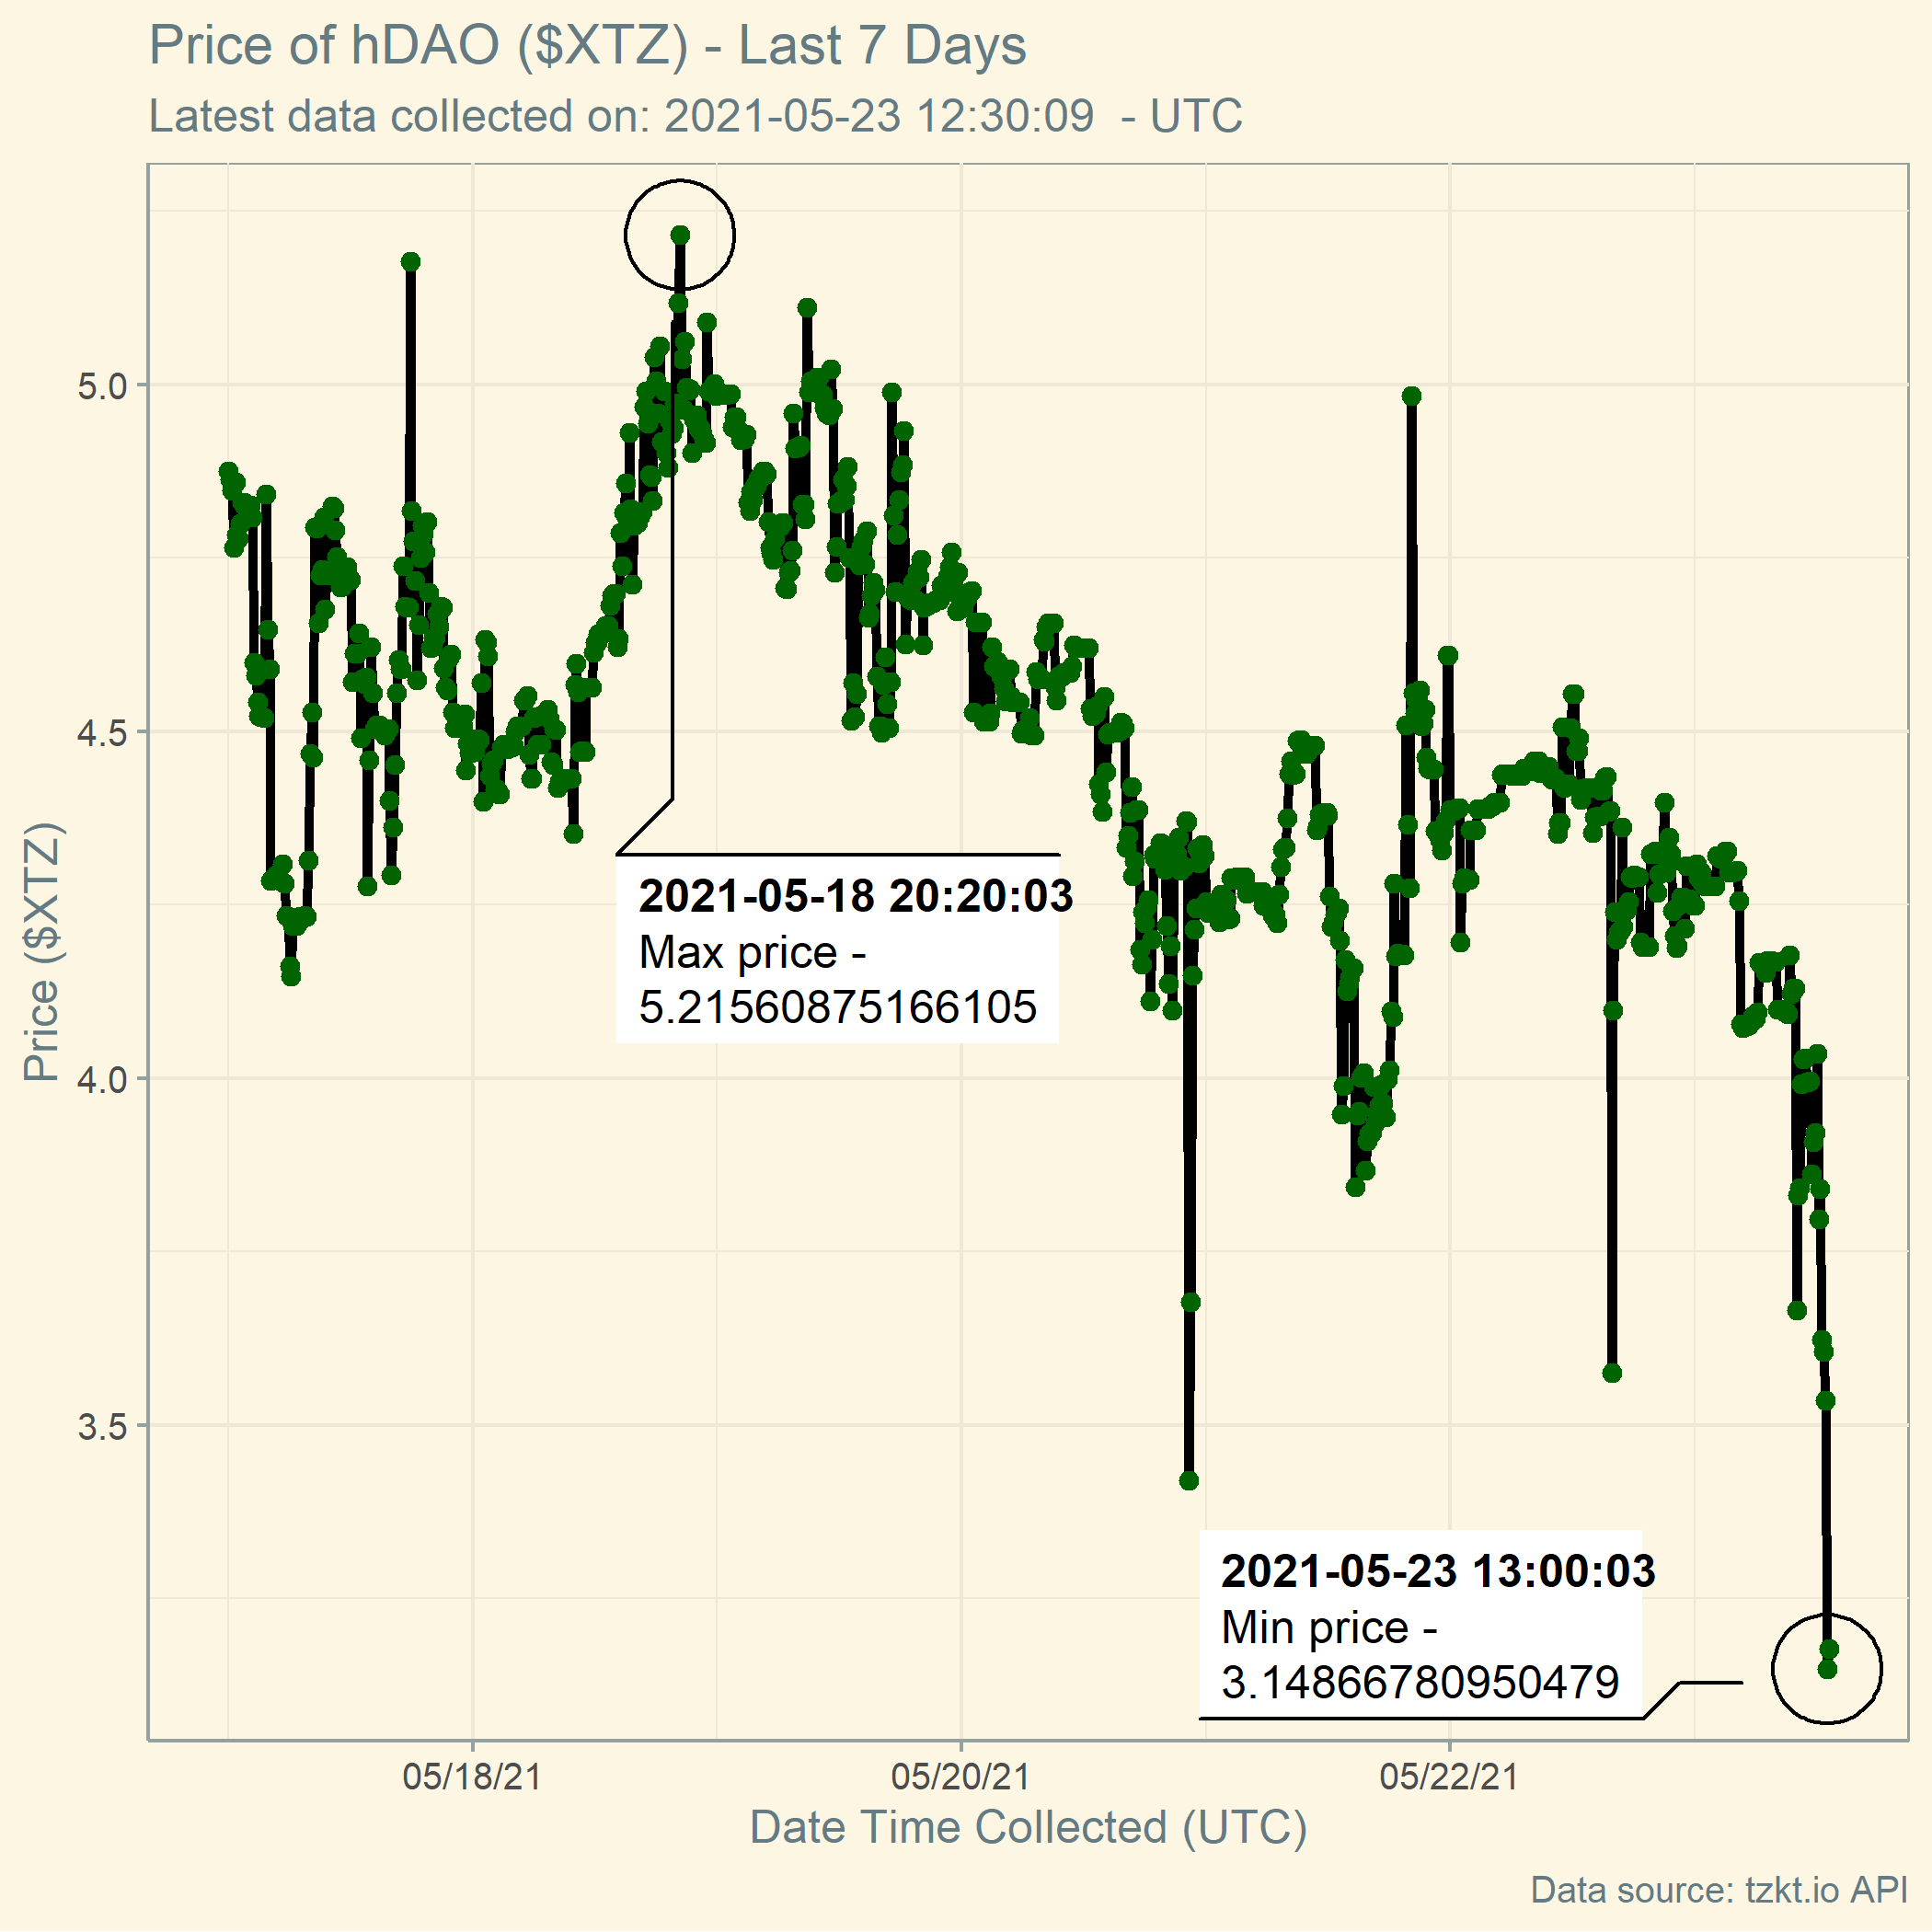 Price of hDAO ($XTZ) - Last 7 Days
Latest data collected on: 2021-05-23 12:30:09  - UTC
Price ($XTZ)
5.0
4.5
4.0
3.5
2021-05-18 20:20:03
Max price -
5.21560875166105
2021-05-23 13:00:03
Min price -
3.14866780950479
05/18/21
05/20/21
05/22/21
Date Time Collected (UTC)
Data source: tzkt.io API